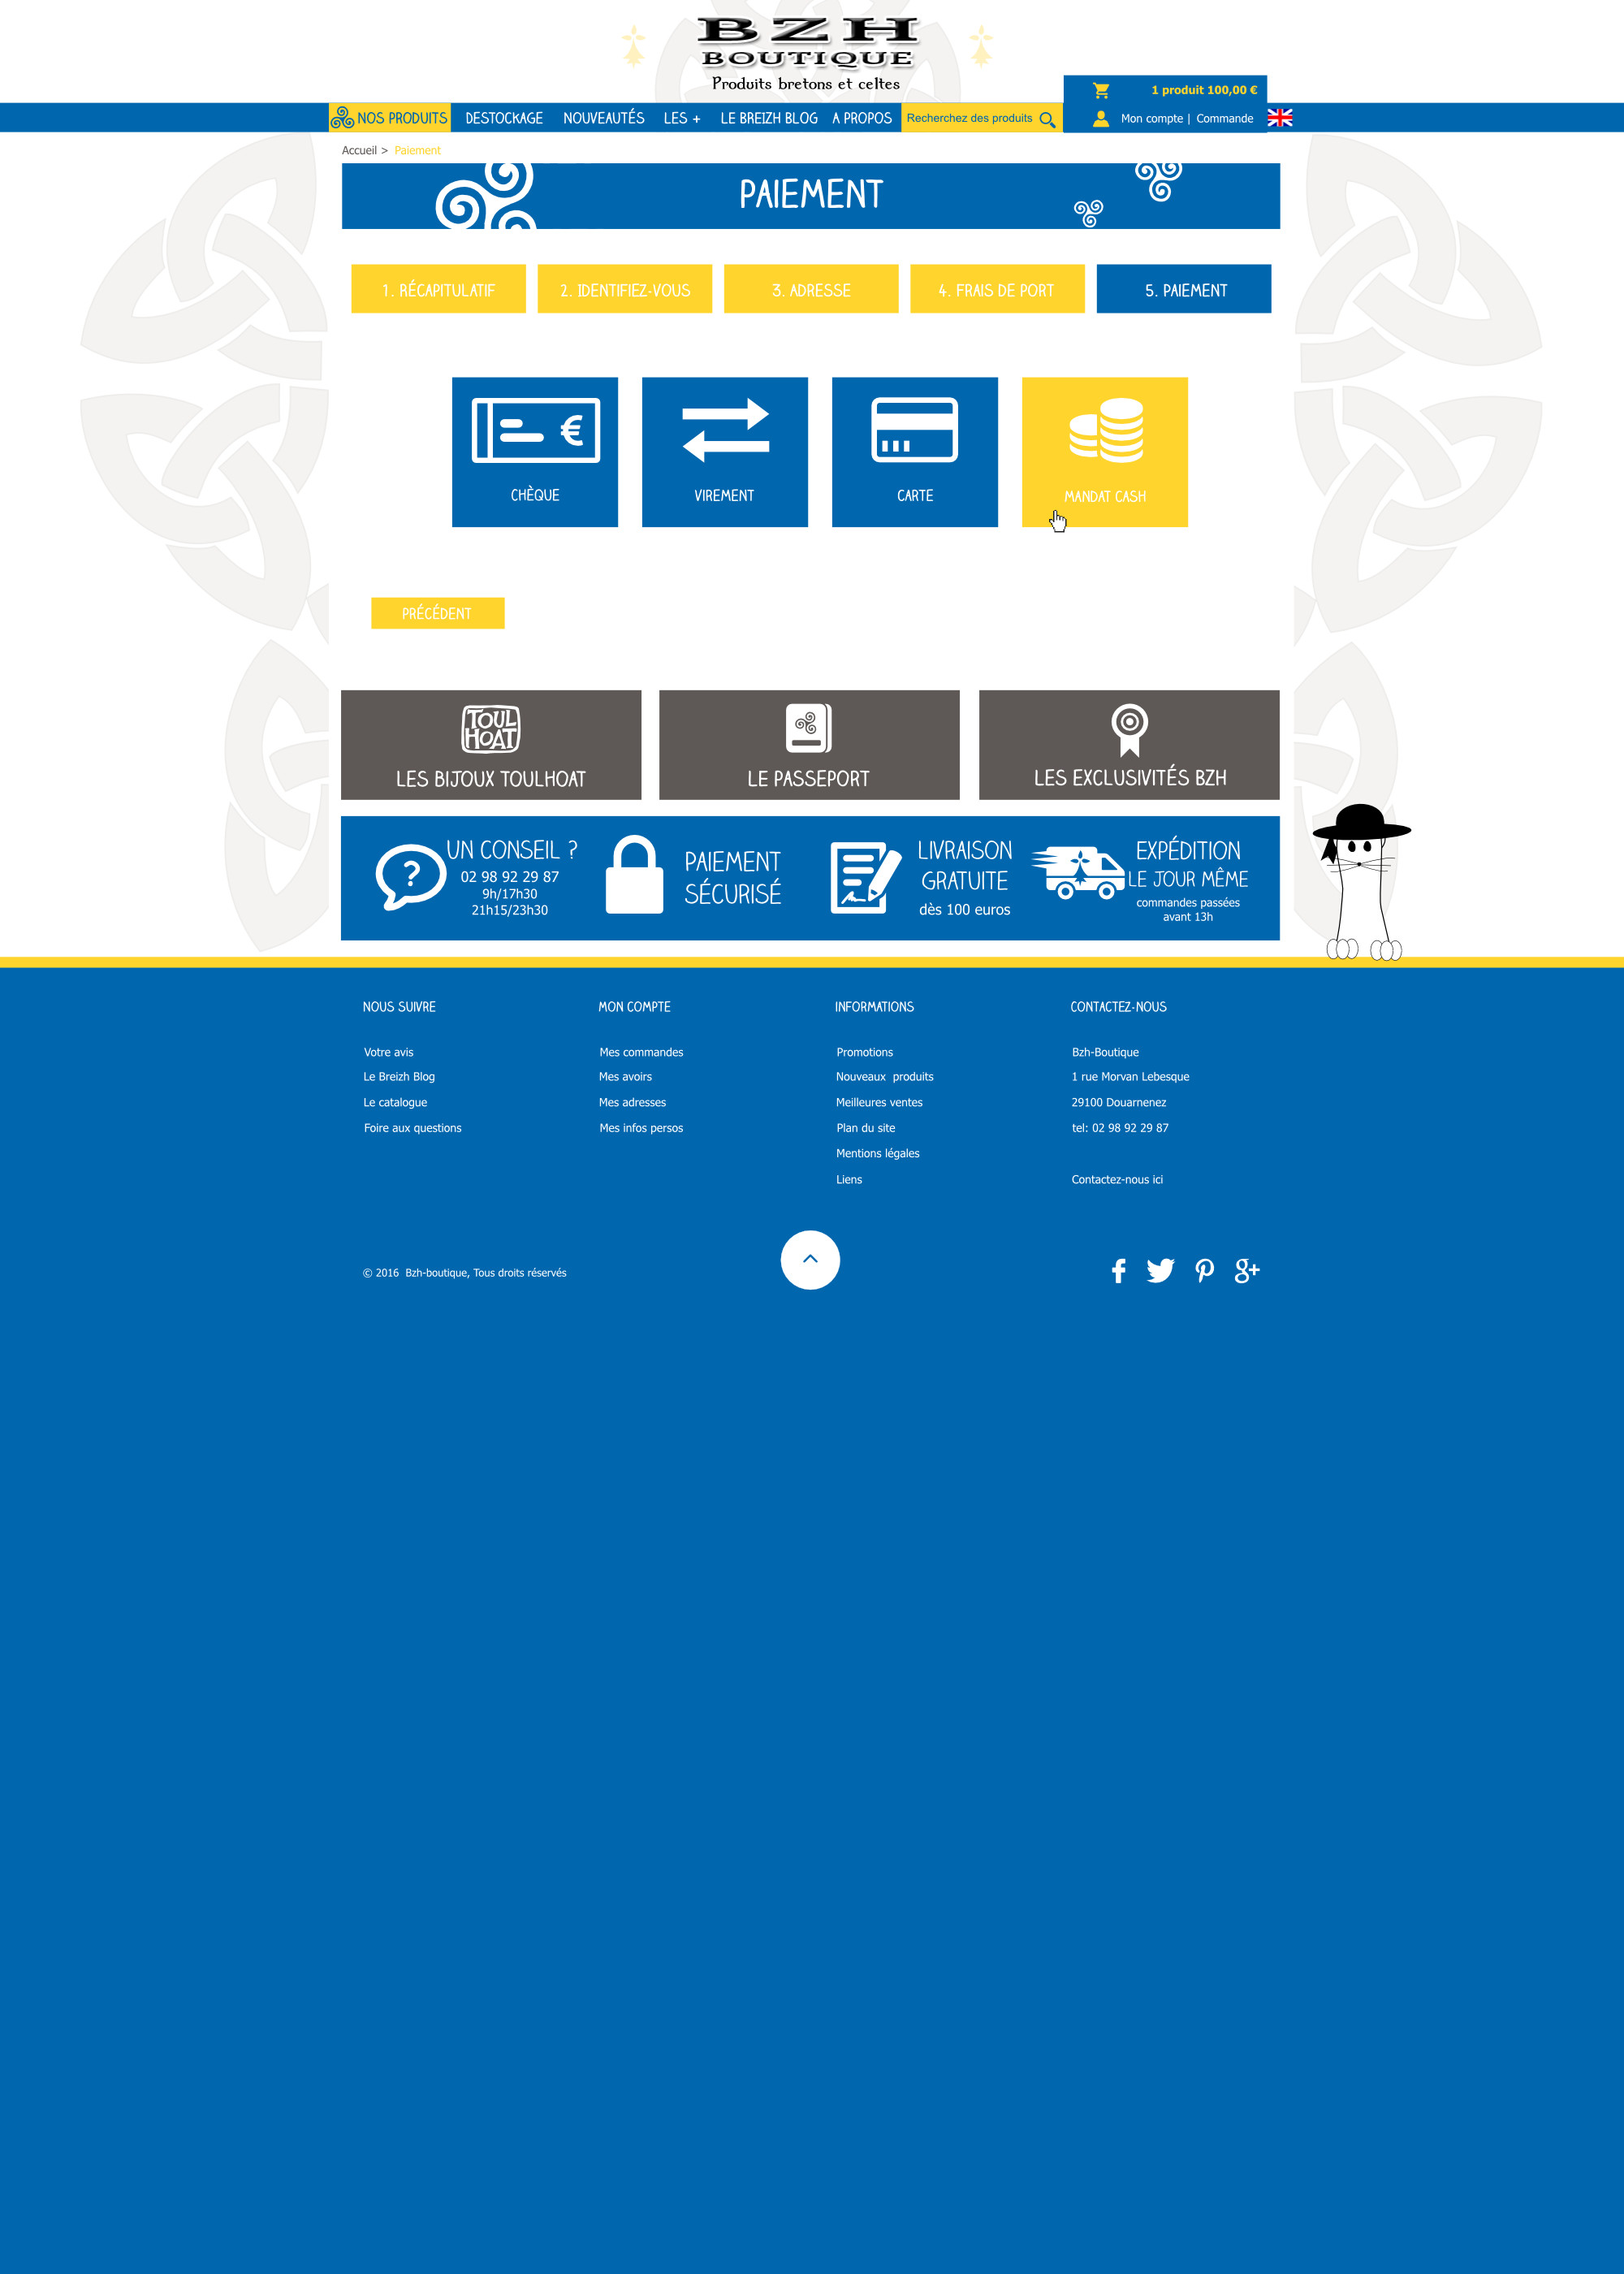 BZH
BOUTIQUE
Produits bretons et celtes
1 produit 100,00 €
NOS PRODUITS DESTOCKAGE NOUVEAUTÉS LES + LE BREIZH BLOG A PROPOS Recherchez des produits Mon compte | Commande
Accueil > Paiement
PAIEMENT
1. RÉCAPITULATIF 2. IDENTIFIEZ-VOUS 3. ADRESSE 4. FRAIS DE PORT 5. PAIEMENT
€
CHÈQUE VIREMENT CARTE MANDAT CASH
PRÉCÉDENT
TOUL
HOAT
LES BIJOUX TOULHOAT LE PASSEPORT LES EXCLUSIVITÉS BZH
?
UN CONSEIL ?
02 98 92 29 87
9h/17h30
21h15/23h30
PAIEMENT
SÉCURISÉ
LIVRAISON
GRATUITE
dès 100 euros
EXPÉDITION
LE JOUR MÊME
commandes passées
avant 13h
NOUS SUIVRE
Votre avis
Le Breizh Blog
Le catalogue
Foire aux questions
MON COMPTE
Mes commandes
Mes avoirs
Mes adresses
Mes infos persos
INFORMATIONS
Promotions
Nouveaux produits
Meilleures ventes
Plan du site
Mentions légales
Liens
CONTACTEZ-NOUS
Bzh-Boutique
1 rue Morvan Lebesque
29100 Douarnenez
tel: 02 98 92 29 87
Contactez-nous ici
© 2016 Bzh-boutique, Tous droits réservés